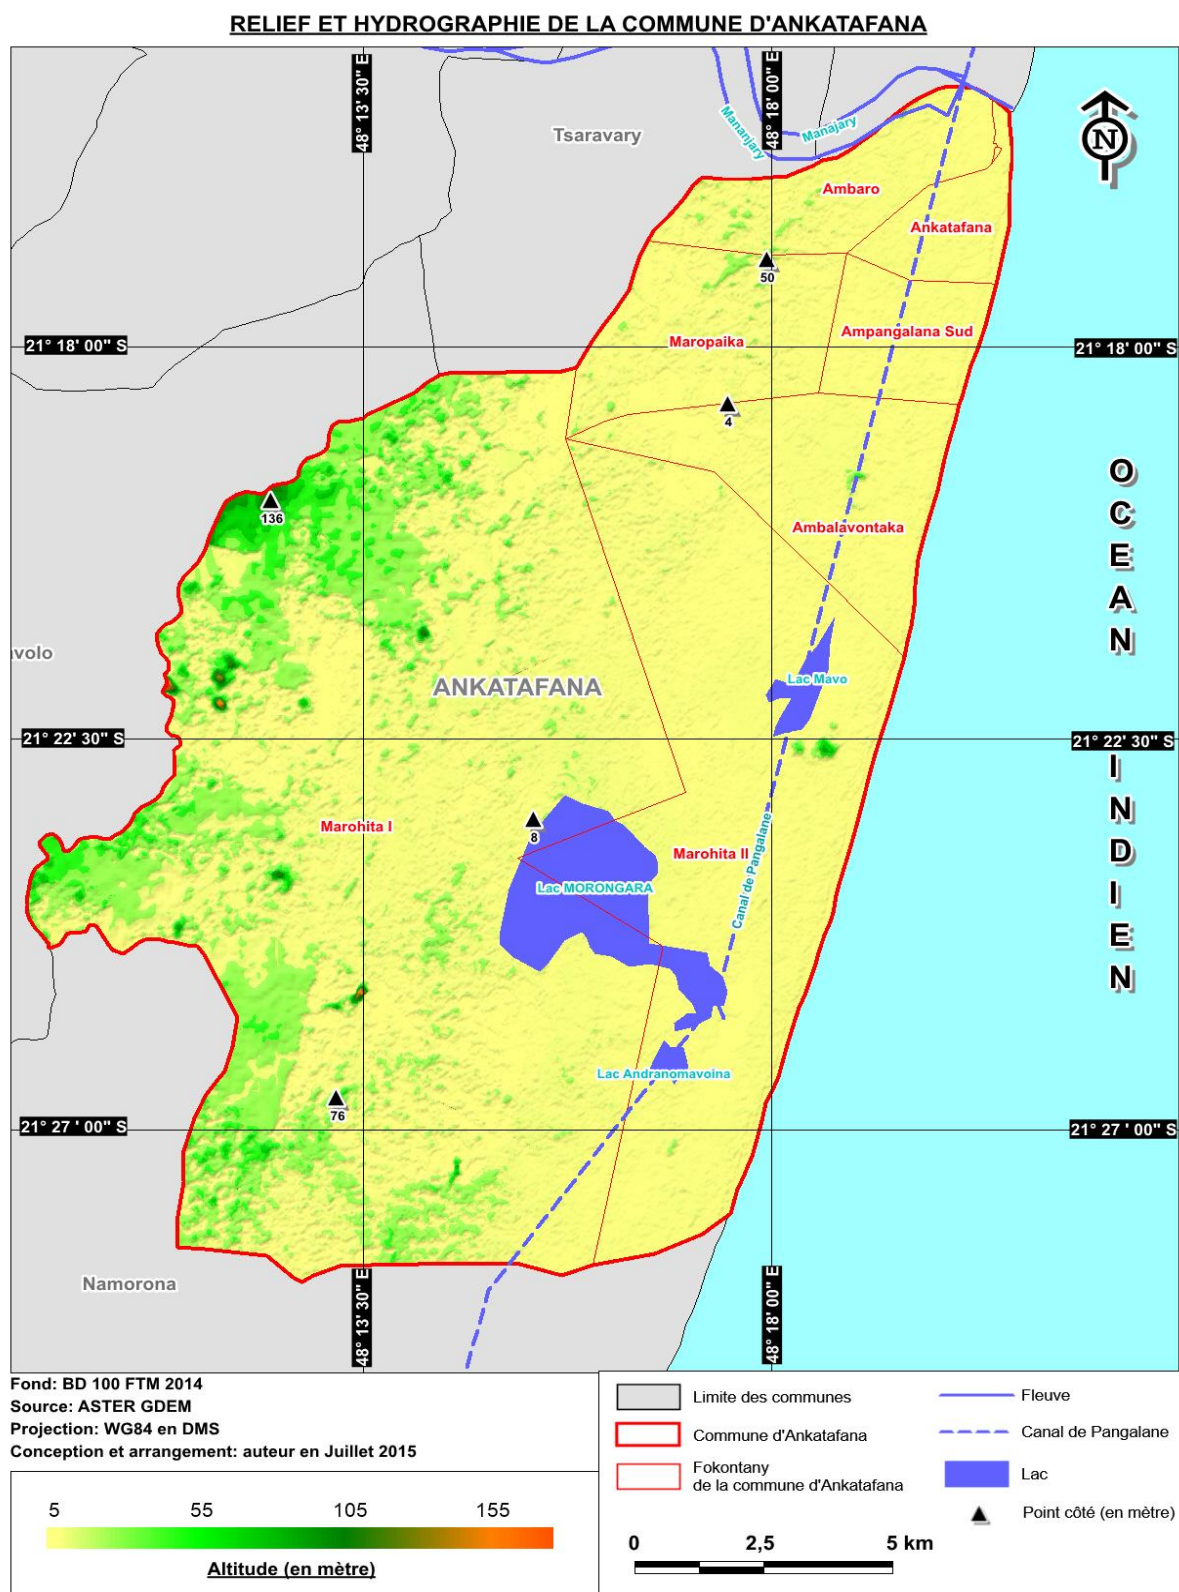 RELIEF ET HYDROGRAPHIE DE LA COMMUNE D'ANKATAFANA
48° 13' 30" E
48° 18' 00" E
Tsaravary
Mananjary
Manajary
N
Ambaro
Ankatafana
50
21° 18' 00" S
Maropaika
Ampangalana Sud
21° 18' 00" S
4
136
Ambalavontaka
OCEAN INDIEN
avolo
ANKATAFANA
Lac Mavo
21° 22' 30" S
21° 22' 30" S
8
Marohita I
Marohita II
Canal de Pangalane
Lac MORONGARA
Lac Andranomavoina
76
21° 27 ' 00" S
21° 27 ' 00" S
Namorona
48° 13' 30" E
48° 18' 00" E
Fond: BD 100 FTM 2014
Source: ASTER GDEM
Projection: WG84 en DMS
Conception et arrangement: auteur en Juillet 2015
5 55 105 155
Altitude (en mètre)
Limite des communes
Commune d'Ankatafana
Fokontany
de la commune d'Ankatafana
Fleuve
Canal de Pangalane
Lac
Point côté (en mètre)
0 2,5 5 km